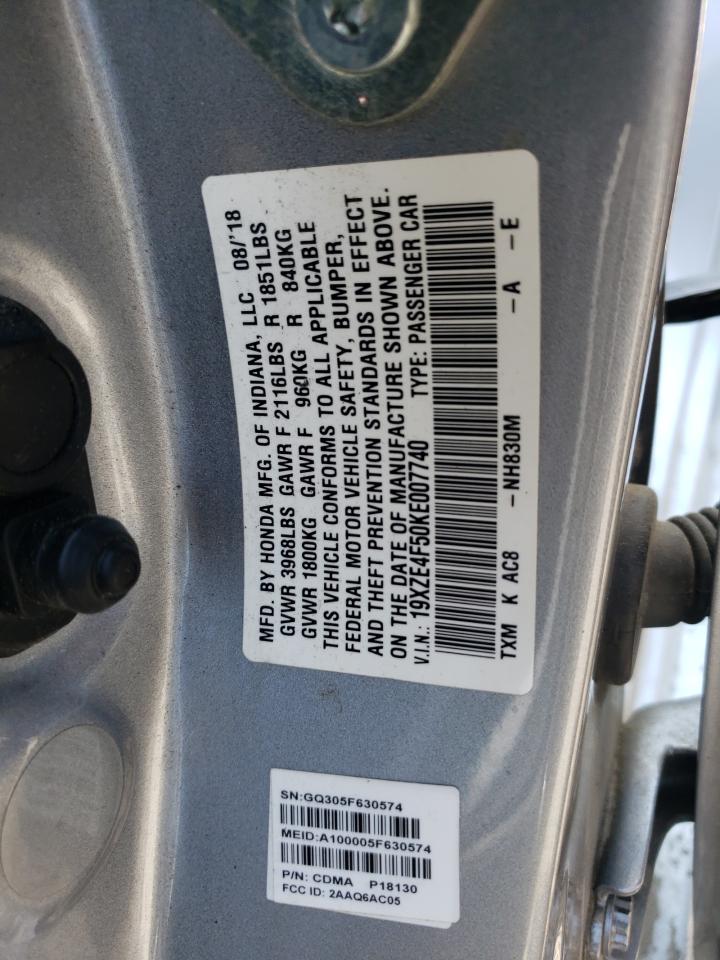 MFD. BY HONDA MFG. OF INDIANA, LLC 08/'18
GVWR 3968LBS GAWR F 2116LBS R 1851LBS
GVWR 1800KG GAWR F 960KG R 840KG
THIS VEHICLE CONFORMS TO ALL APPLICABLE
FEDERAL MOTOR VEHICLE SAFETY, BUMPER,
AND THEFT PREVENTION STANDARDS IN EFFECT
ON THE DATE OF MANUFACTURE SHOWN ABOVE.
V.I.N.: 19XZE4F50KE007740 TYPE: PASSENGER CAR
TXM K AC8 -NH830M -A -E
SN:GQ305F630574
MEID:A100005F630574
P/N: CDMA P18130
FCC ID: 2AAQ6AC05